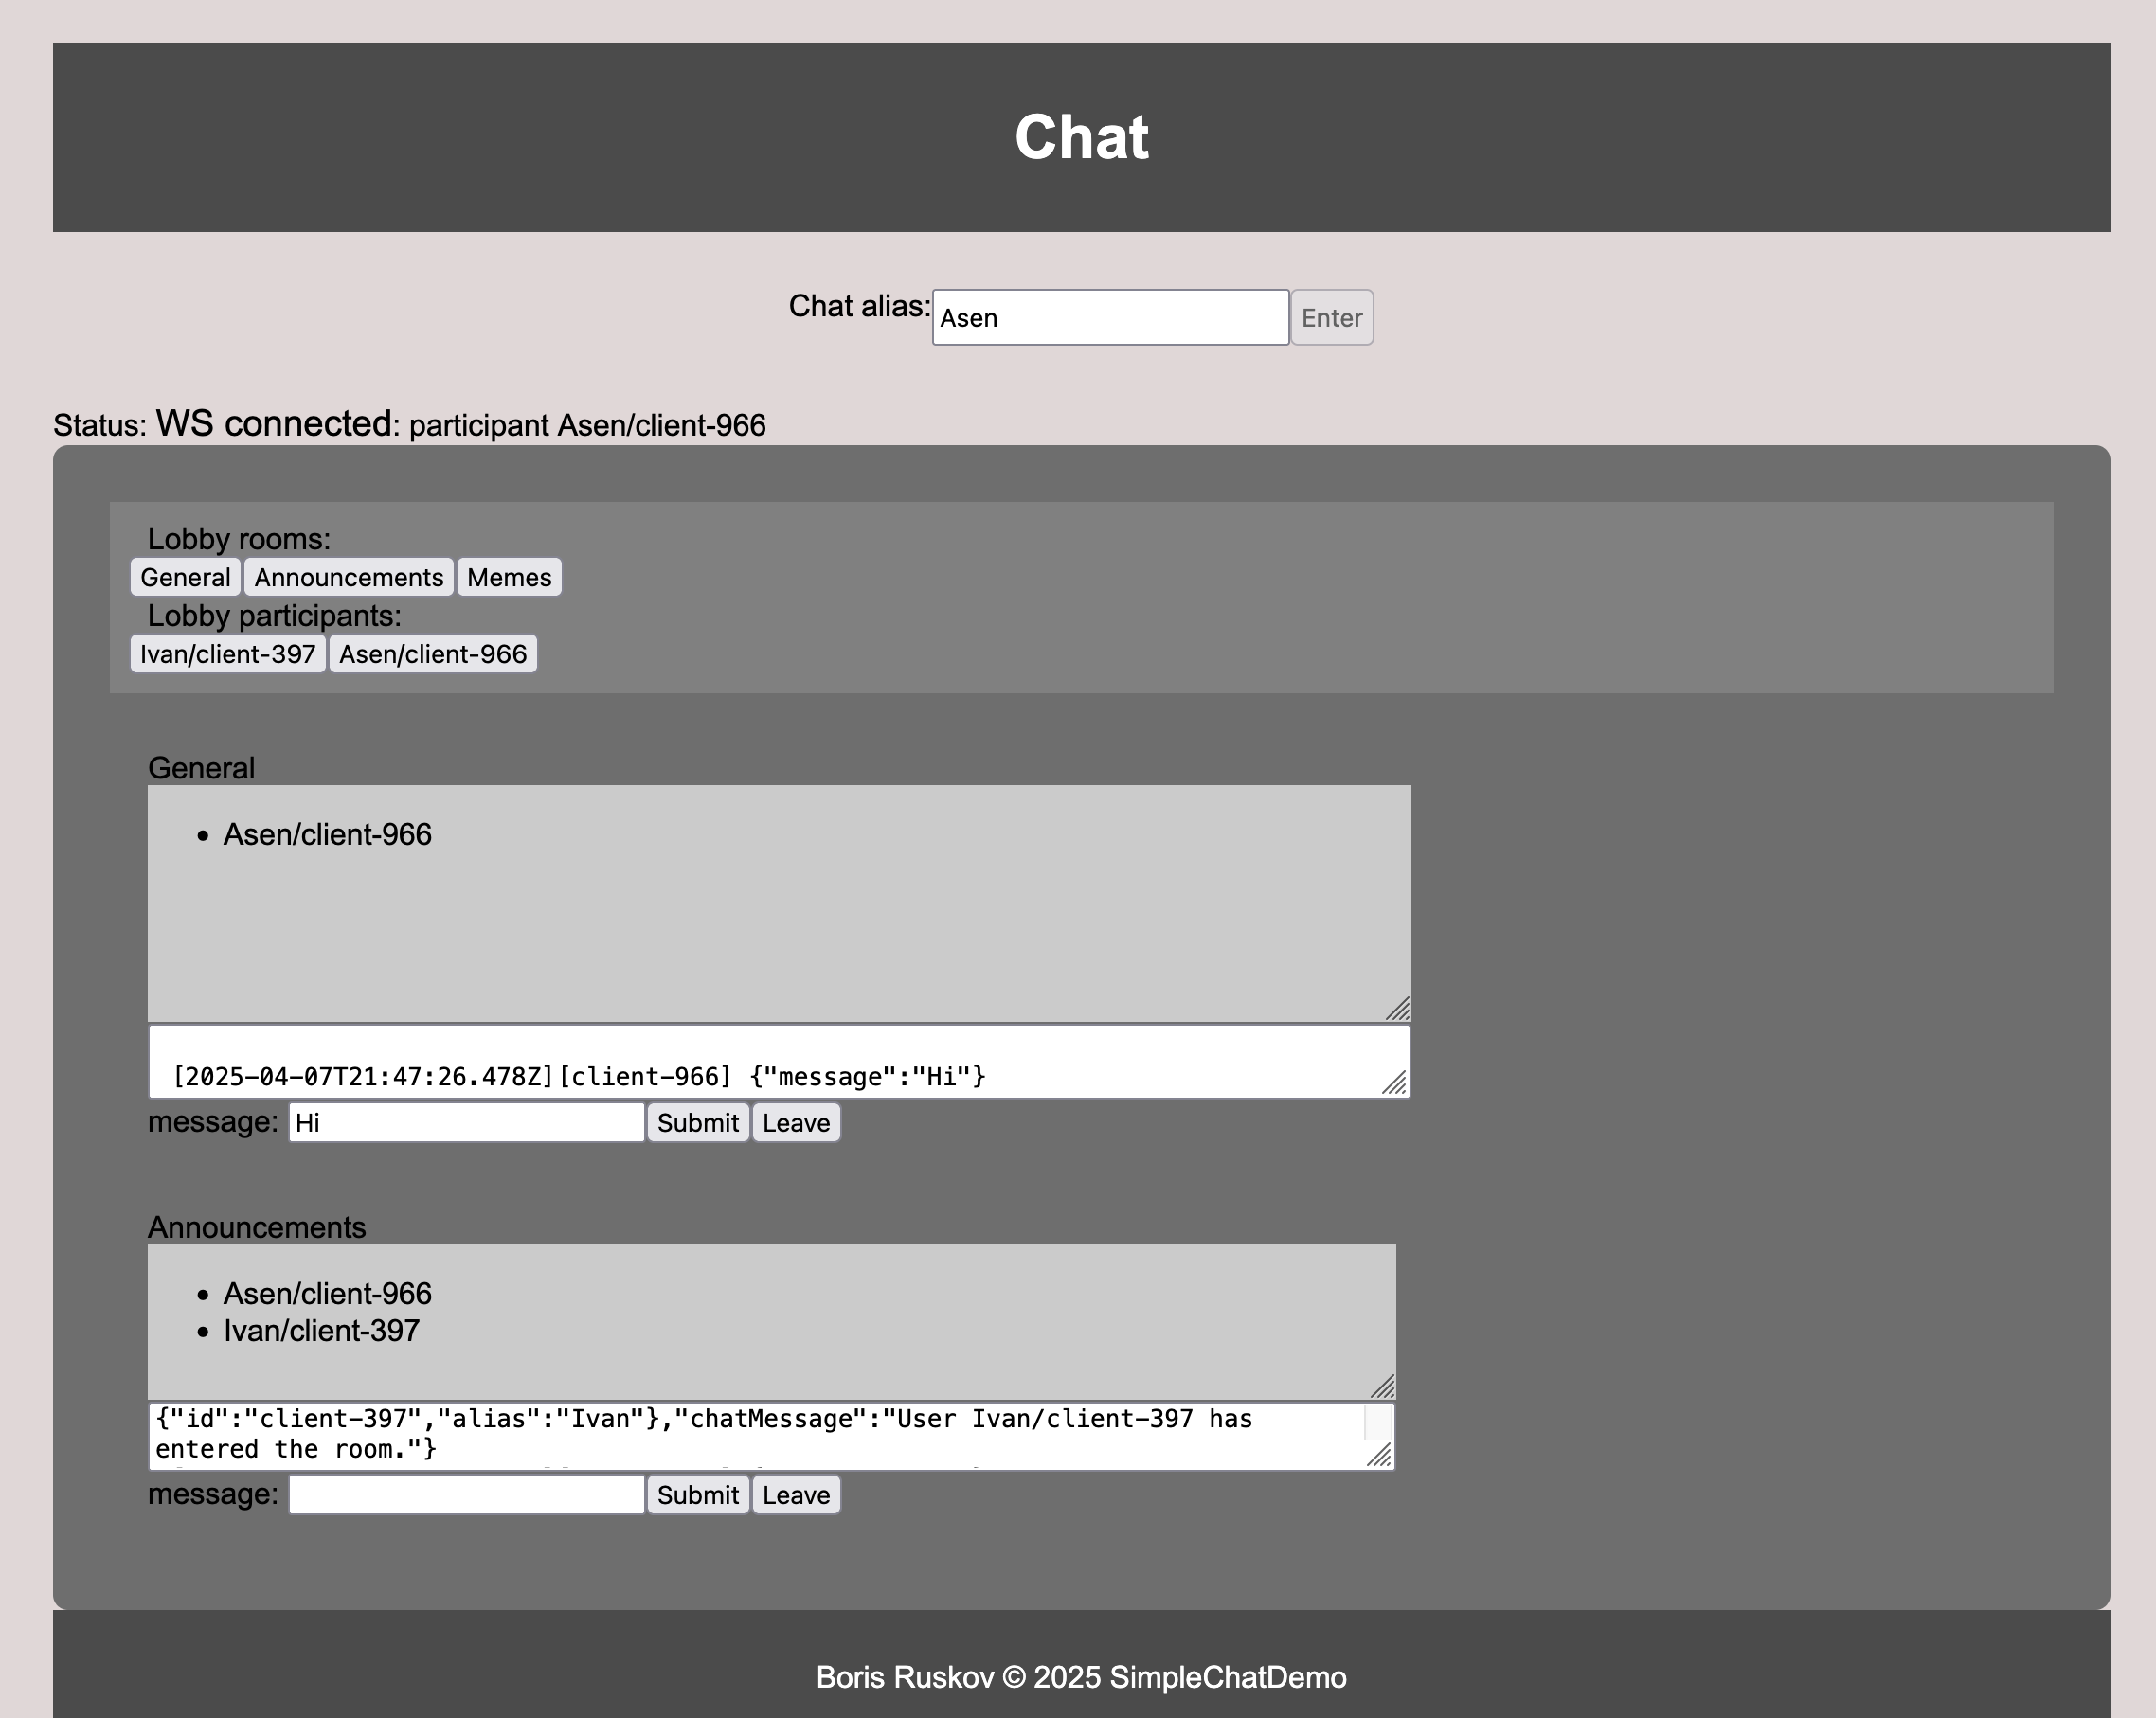 Chat
Chat alias: Asen Enter
Status: WS connected: participant Asen/client-966
Lobby rooms:
General Announcements Memes
Lobby participants:
Ivan/client-397 Asen/client-966
General
• Asen/client-966
[2025-04-07T21:47:26.478Z][client-966] {"message":"Hi"}
message: Hi Submit Leave
Announcements
• Asen/client-966
• Ivan/client-397
{"id":"client-397","alias":"Ivan"},"chatMessage":"User Ivan/client-397 has
entered the room."}
message: Submit Leave
Boris Ruskov © 2025 SimpleChatDemo